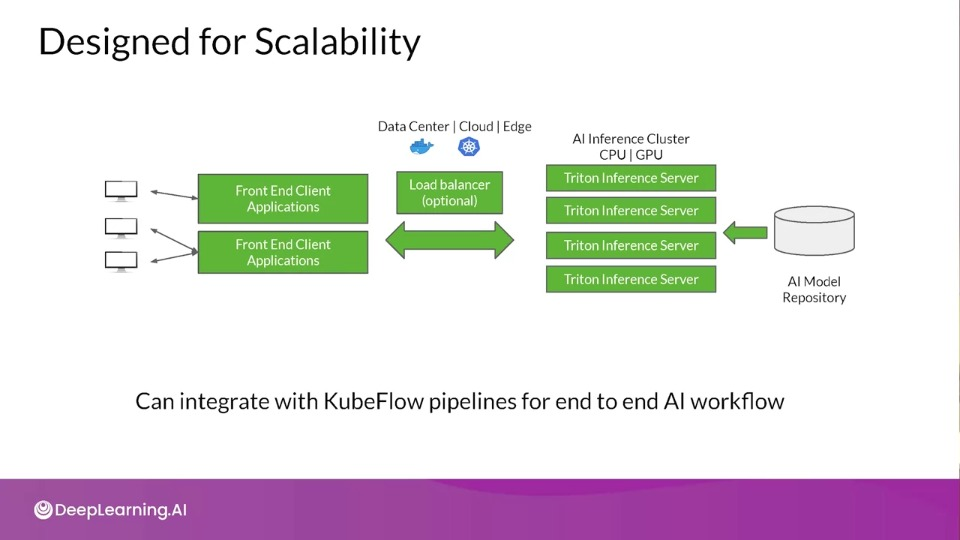 Designed for Scalability
Data Center | Cloud | Edge
AI Inference Cluster
CPU | GPU
Front End Client
Applications
Load balancer
(optional)
Triton Inference Server
Triton Inference Server
Front End Client
Applications
Triton Inference Server
Triton Inference Server
AI Model
Repository
Can integrate with KubeFlow pipelines for end to end AI workflow
DeepLearning.AI